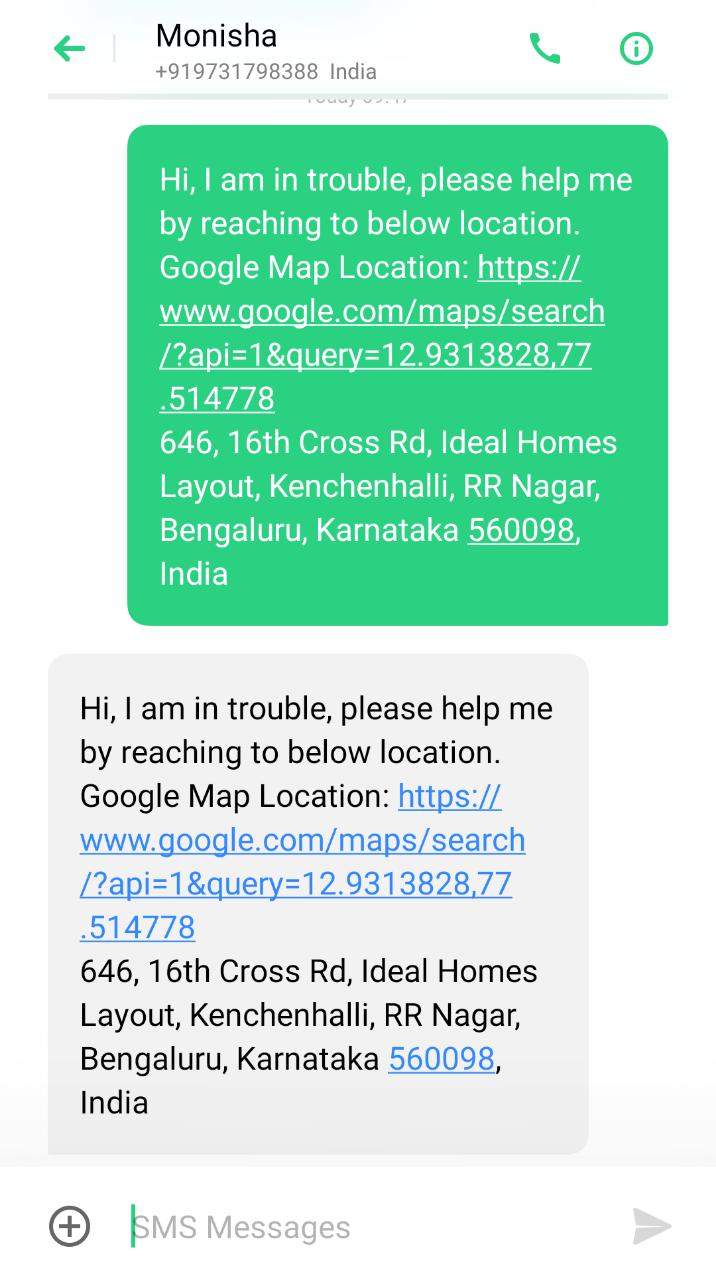 Monisha
+919731798388 India
Today 09:47
Hi, I am in trouble, please help me
by reaching to below location.
Google Map Location: https://
www.google.com/maps/search
/?api=1&query=12.9313828,77
.514778
646, 16th Cross Rd, Ideal Homes
Layout, Kenchenhalli, RR Nagar,
Bengaluru, Karnataka 560098,
India
Hi, I am in trouble, please help me
by reaching to below location.
Google Map Location: https://
www.google.com/maps/search
/?api=1&query=12.9313828,77
.514778
646, 16th Cross Rd, Ideal Homes
Layout, Kenchenhalli, RR Nagar,
Bengaluru, Karnataka 560098,
India
SMS Messages